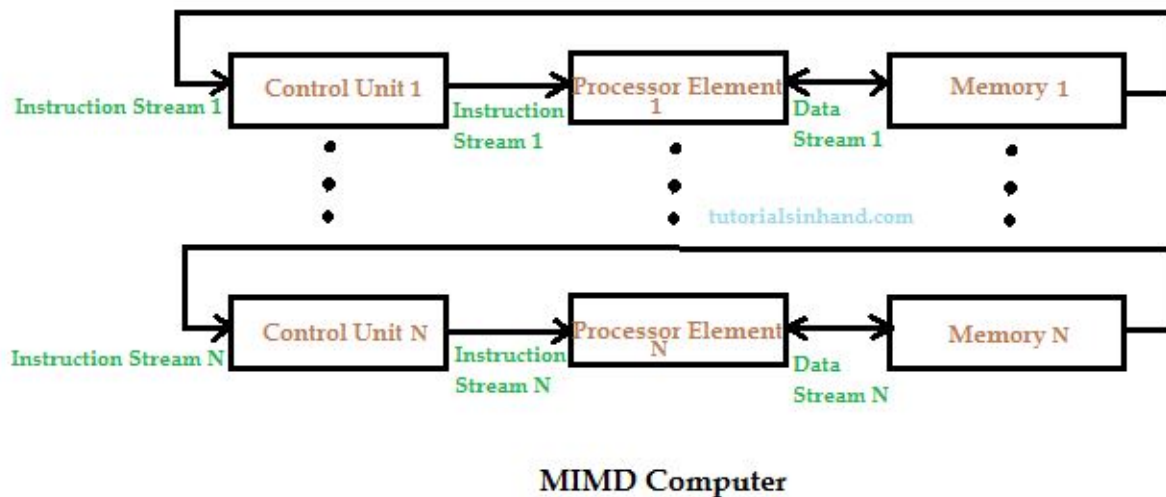 Control Unit 1
Processor Element
1
Memory 1
Instruction Stream 1
Instruction
Stream 1
Data
Stream 1
tutorialsinhand.com
Control Unit N
Processor Element
N
Memory N
Instruction Stream N
Instruction
Stream N
Data
Stream N
MIMD Computer